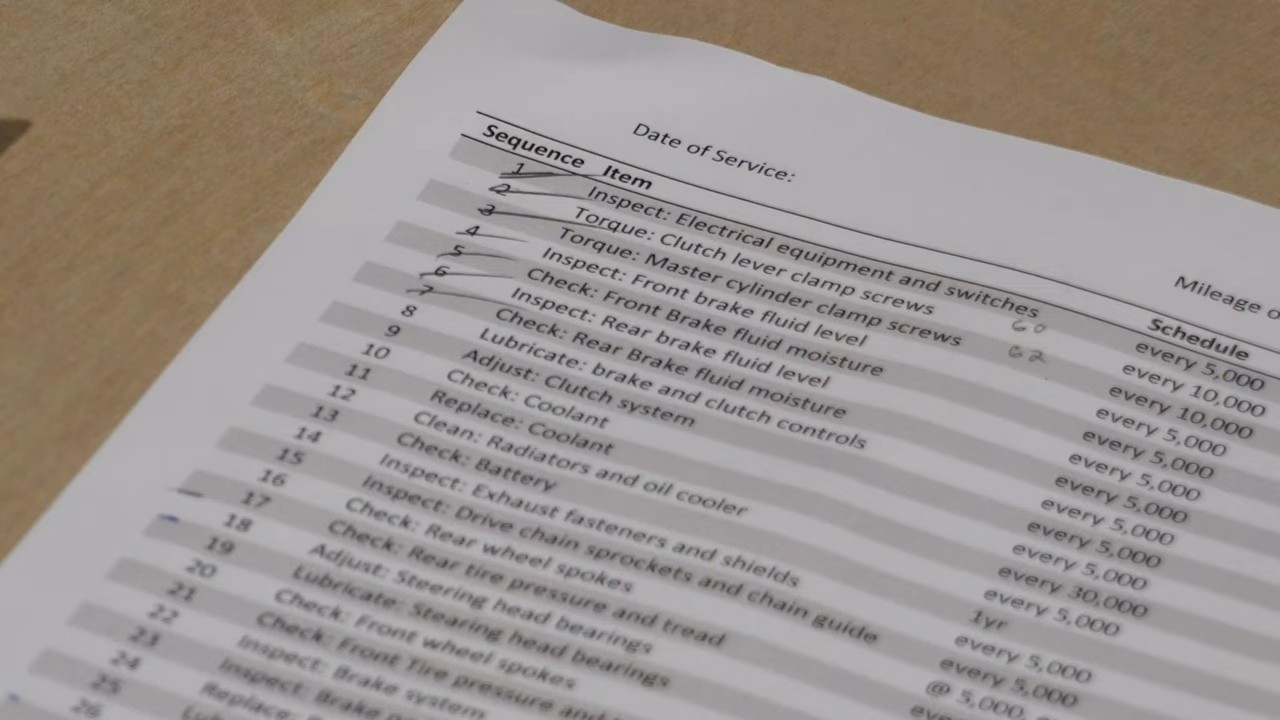 Date of Service:
Mileage o
Sequence Item Schedule
1 Inspect: Electrical equipment and switches every 5,000
2 Torque: Clutch lever clamp screws 60 every 10,000
3 Torque: Master cylinder clamp screws 62 every 10,000
4 Inspect: Front brake fluid level every 5,000
5 Check: Front Brake fluid moisture every 5,000
6 Inspect: Rear brake fluid level every 5,000
7 Check: Rear Brake fluid moisture every 5,000
8 Lubricate: brake and clutch controls every 5,000
9 Adjust: Clutch system every 5,000
10 Check: Coolant every 5,000
11 Replace: Coolant every 30,000
12 Clean: Radiators and oil cooler every 5,000
13 Check: Battery 1yr
14 Inspect: Exhaust fasteners and shields every 5,000
15 Inspect: Drive chain sprockets and chain guide every 5,000
16 Check: Rear wheel spokes @ 5,000,
17 Check: Rear tire pressure and tread
18 Adjust: Steering head bearings
19 Lubricate: Stearing head bearings
20 Check: Front wheel spokes
21 Check: Front Tire pressure and
22 Inspect: Brake system
23 Inspect: Brake
24 Replace:
25
26